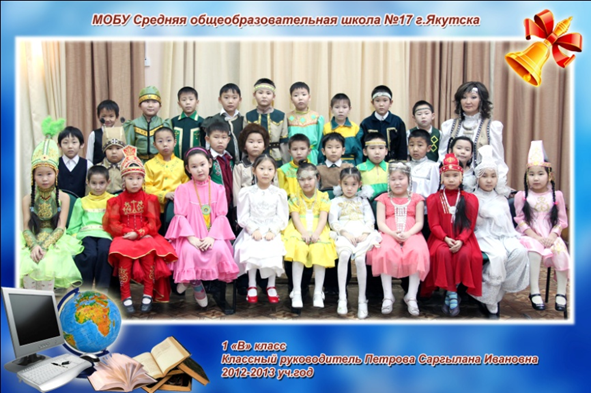 МОБУ Средняя общеобразовательная школа №17 г.Якутска
1 «В» класс
Классный руководитель Петрова Саргылана Ивановна
2012-2013 уч.год